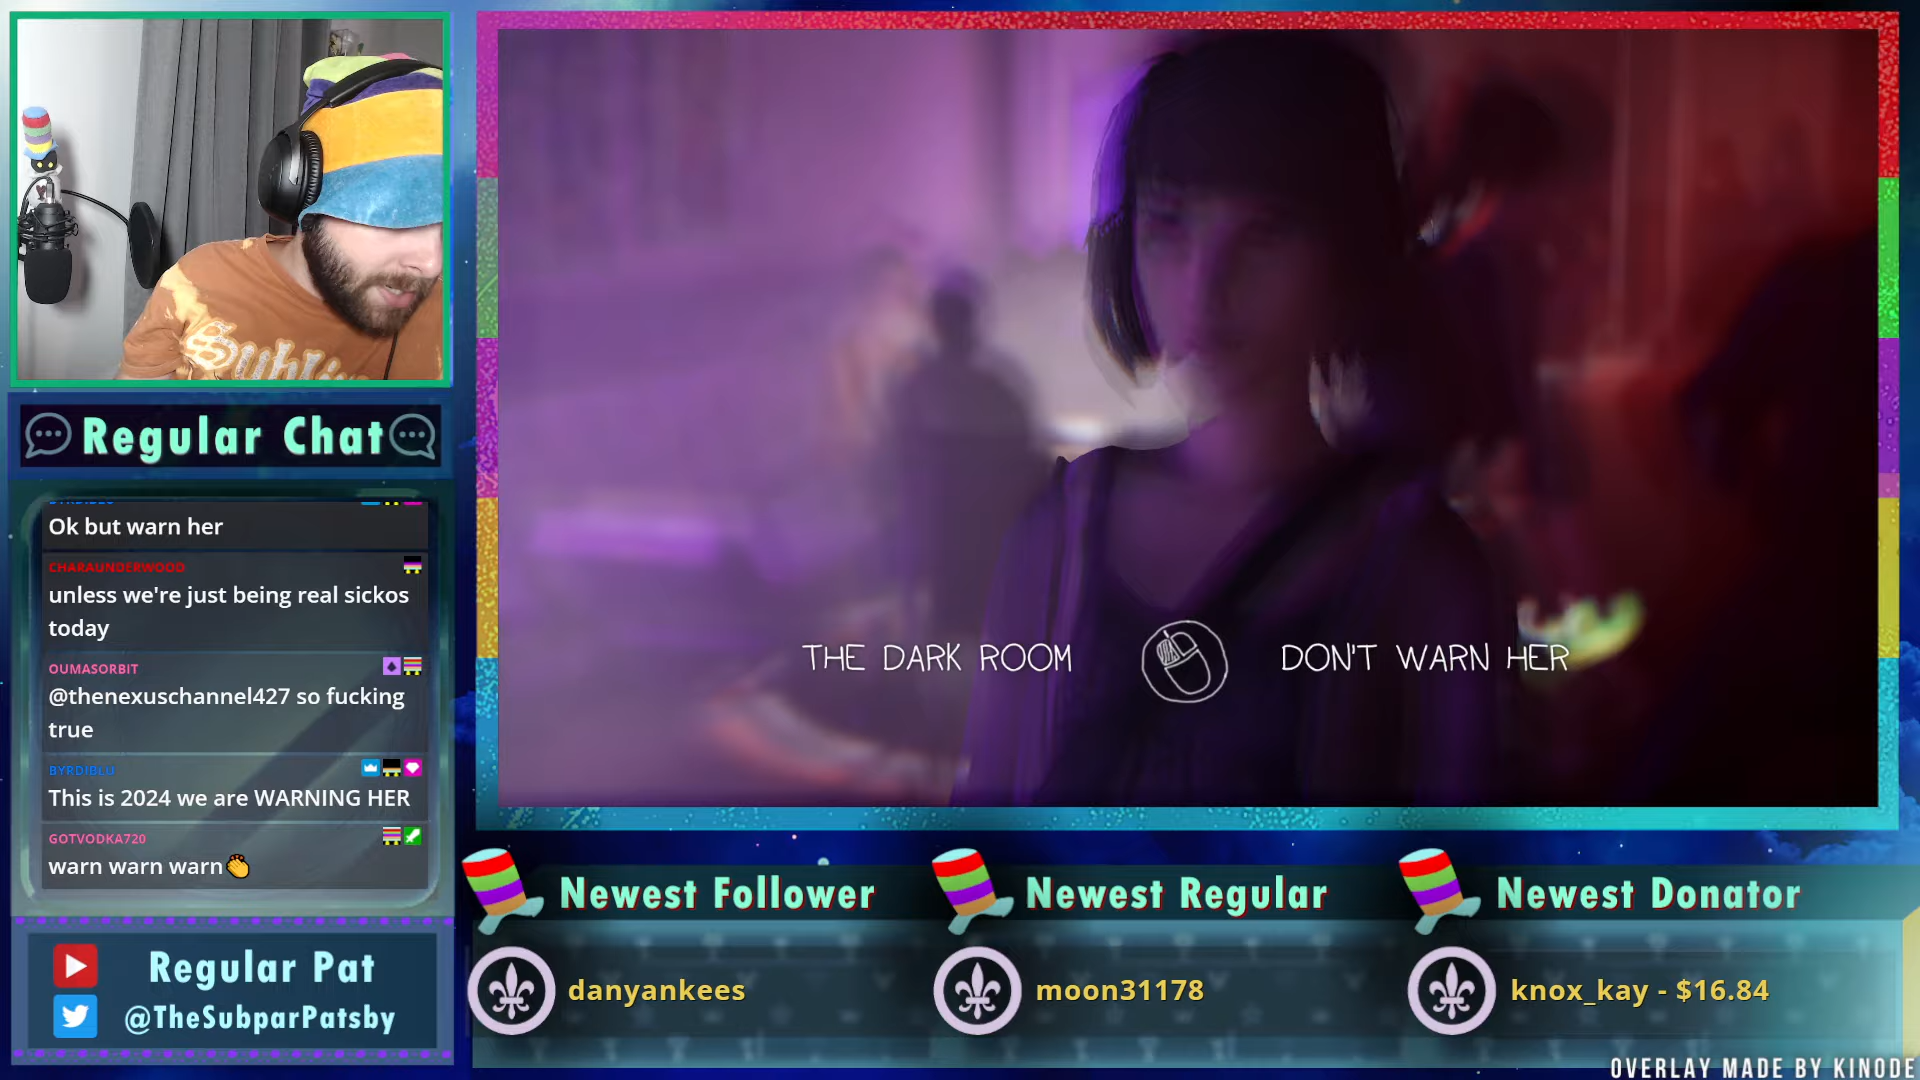 Regular Chat
Ok but warn her
CHARAUNDERWOOD
unless we're just being real sickos
today
OUMASORBIT
@thenexuschannel427 so fucking
true
BYRDIBLU
This is 2024 we are WARNING HER
GOTVODKA720
warn warn warn
Regular Pat
@TheSubparPatsby
THE DARK ROOM
DON'T WARN HER
Newest Follower
danyankees
Newest Regular
moon31178
Newest Donator
knox_kay - $16.84
OVERLAY MADE BY KINODE